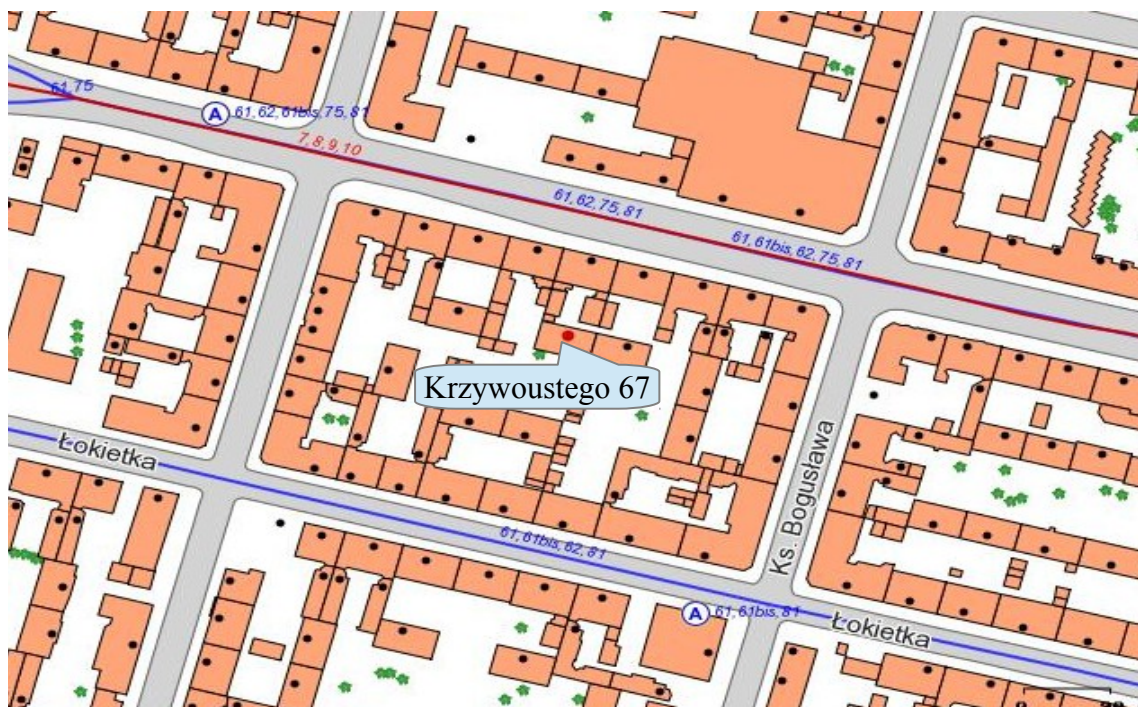 61,75
A 61,62,61bis,75,81
7,8,9,10
61,62,75,81
61,61bis,62,75,81
Krzywoustego 67
Ks. Bogusława
Łokietka
61,61bis,62,81
A 61,61bis,81
Łokietka